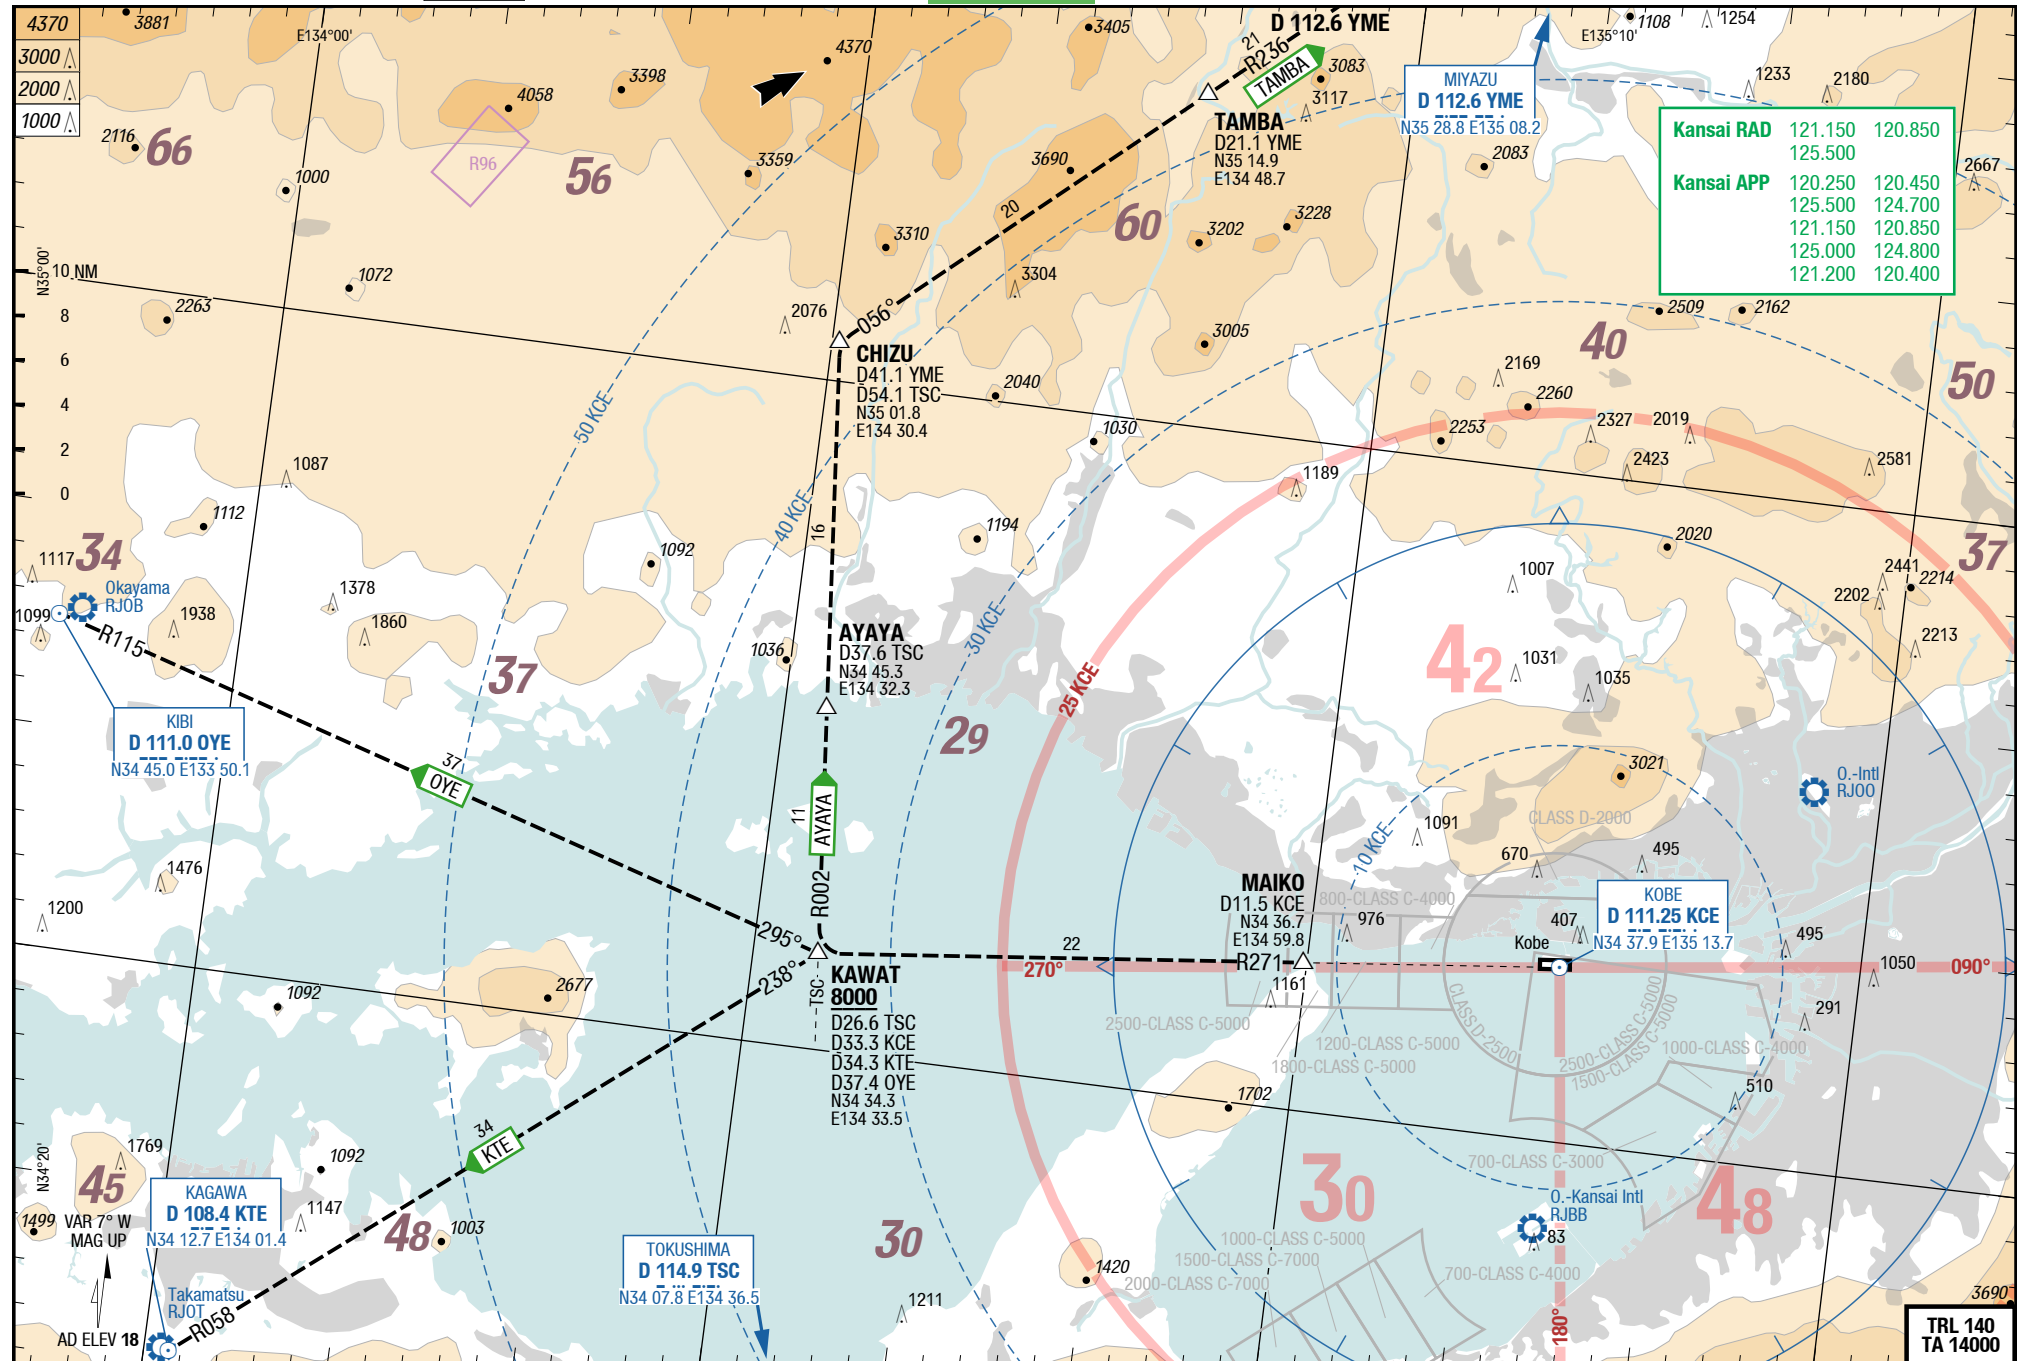 4370
3000
2000
1000
3881
E134°00'
3405
D 112.6 YME
1108
1254
E135°10'
4370
21
R236
TAMBA
3083
3117
MIYAZU
D 112.6 YME
N35 28.8 E135 08.2
1233
2180
3398
4058
R96
2116
66
56
1000
3359
3690
TAMBA
D21.1 YME
N35 14.9
E134 48.7
2083
Kansai RAD 121.150 120.850
125.500
Kansai APP 120.250 120.450
125.500 124.700
121.150 120.850
125.000 124.800
121.200 120.400
2667
20
60
3228
3202
3310
3304
N35°00'
10 NM
8
6
4
2
0
1072
2263
2076
056°
3005
2509
2162
40
50
CHIZU
D41.1 YME
D54.1 TSC
N35 01.8
E134 30.4
2040
2169
2260
2253
2327
2019
2423
2581
50 KCE
40 KCE
30 KCE
25 KCE
10 KCE
1030
1189
1087
1112
16
1194
1092
2020
37
34
1117
Okayama
RJOB
1099
1938
1378
1860
R115
1007
2441
2214
2202
2213
AYAYA
D37.6 TSC
N34 45.3
E134 32.3
1036
37
29
42
1031
1035
KIBI
D 111.0 OYE
N34 45.0 E133 50.1
37
OYE
11
AYAYA
R002
3021
O.-Intl
RJOO
CLASS D-2000
1091
670
495
1476
1200
295°
238°
TSC
KAWAT
8000
D26.6 TSC
D33.3 KCE
D34.3 KTE
D37.4 OYE
N34 34.3
E134 33.5
22
R271
270°
MAIKO
D11.5 KCE
N34 36.7
E134 59.8
800-CLASS C-4000
976
407
Kobe
KOBE
D 111.25 KCE
N34 37.9 E135 13.7
495
1050
090°
1161
291
2500-CLASS C-5000
1200-CLASS C-5000
1800-CLASS C-5000
CLASS D-2500
2500-CLASS C-5000
1500-CLASS C-5000
1000-CLASS C-4000
510
2677
1092
1702
34
KTE
N34°20'
1769
45
1499
VAR 7° W
MAG UP
AD ELEV 18
KAGAWA
D 108.4 KTE
N34 12.7 E134 01.4
Takamatsu
RJOT
R058
1092
1147
48
1003
30
TOKUSHIMA
D 114.9 TSC
N34 07.8 E134 36.5
1211
1420
30
700-CLASS C-3000
1000-CLASS C-5000
1500-CLASS C-7000
2000-CLASS C-7000
700-CLASS C-4000
O.-Kansai Intl
RJBB
83
48
180°
3690
TRL 140
TA 14000